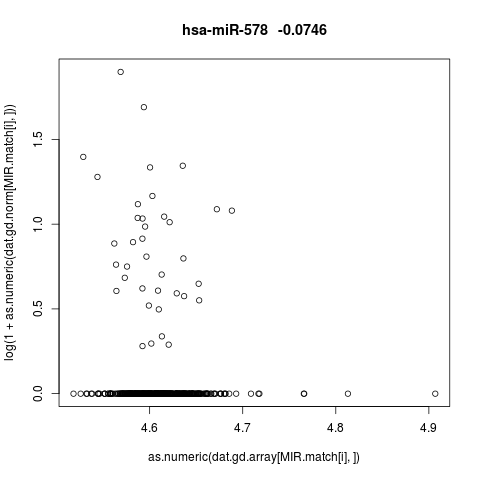 hsa-miR-578 -0.0746
log(1 + as.numeric(dat.gd.norm[MIR.match[i], ]))
1.5
1.0
0.5
0.0
4.6 4.7 4.8 4.9
as.numeric(dat.gd.array[MIR.match[i], ])